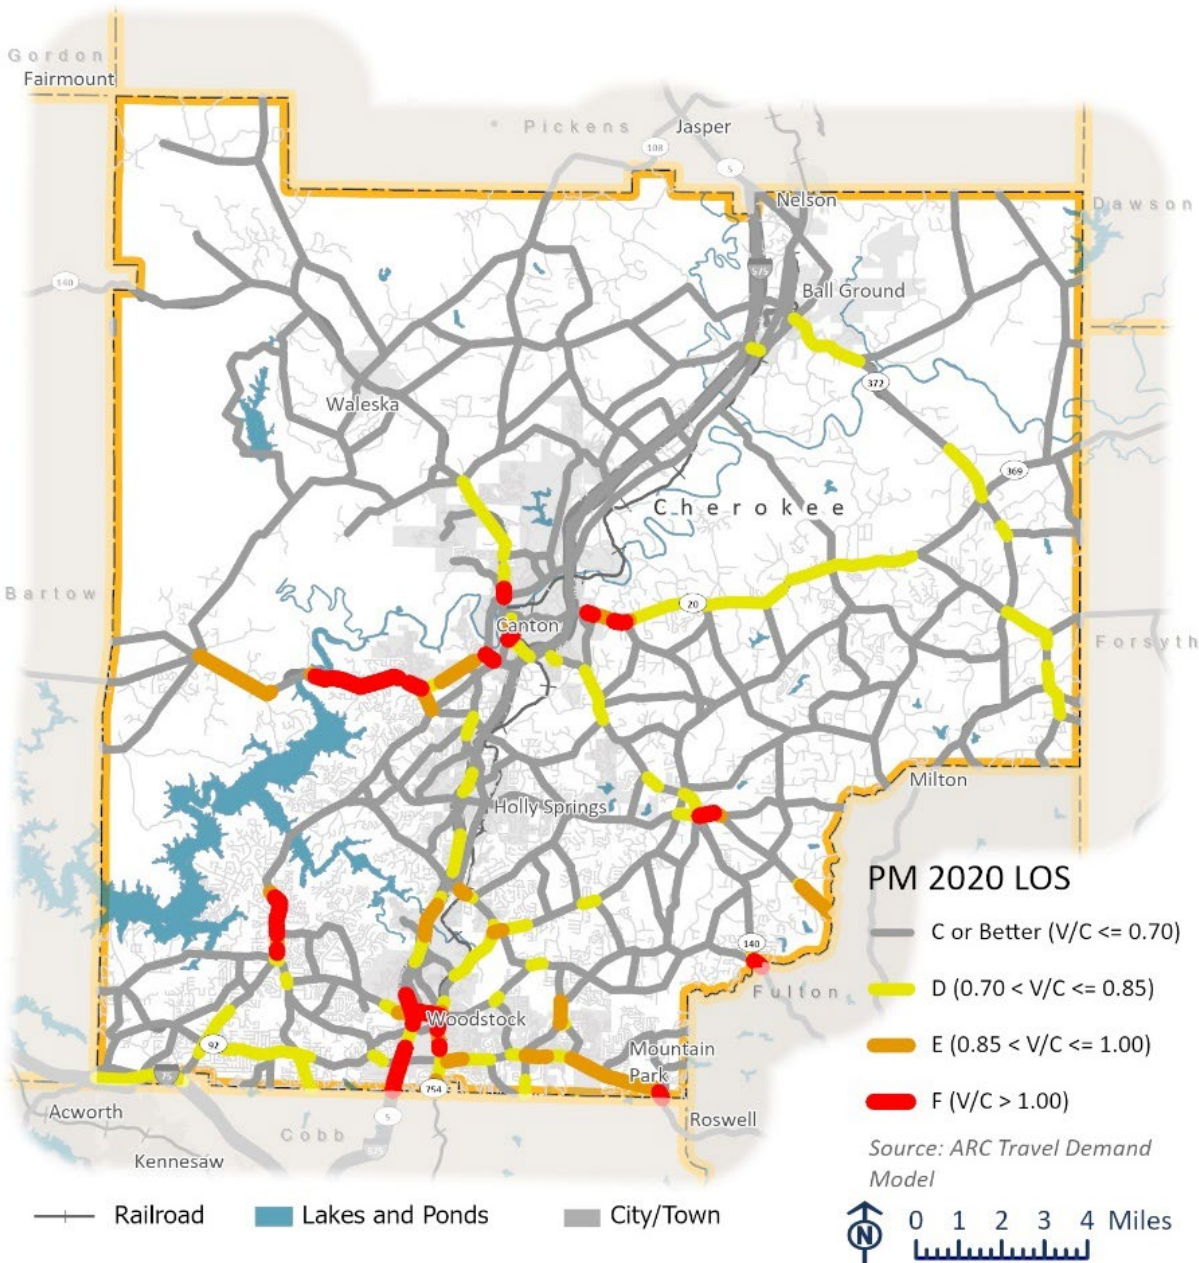 Gordon
Fairmount
Pickens
Jasper
108
5
Nelson
Dawson
140
575
Ball Ground
372
Waleska
369
Cherokee
Bartow
20
Canton
Forsyth
Milton
Holly Springs
PM 2020 LOS
C or Better (V/C <= 0.70)
140
Fulton
D (0.70 < V/C <= 0.85)
Woodstock
92
E (0.85 < V/C <= 1.00)
Mountain
Park
75
754
F (V/C > 1.00)
Acworth
5
Roswell
Cobb
575
Kennesaw
Source: ARC Travel Demand
Model
Railroad
Lakes and Ponds
City/Town
N
0 1 2 3 4 Miles